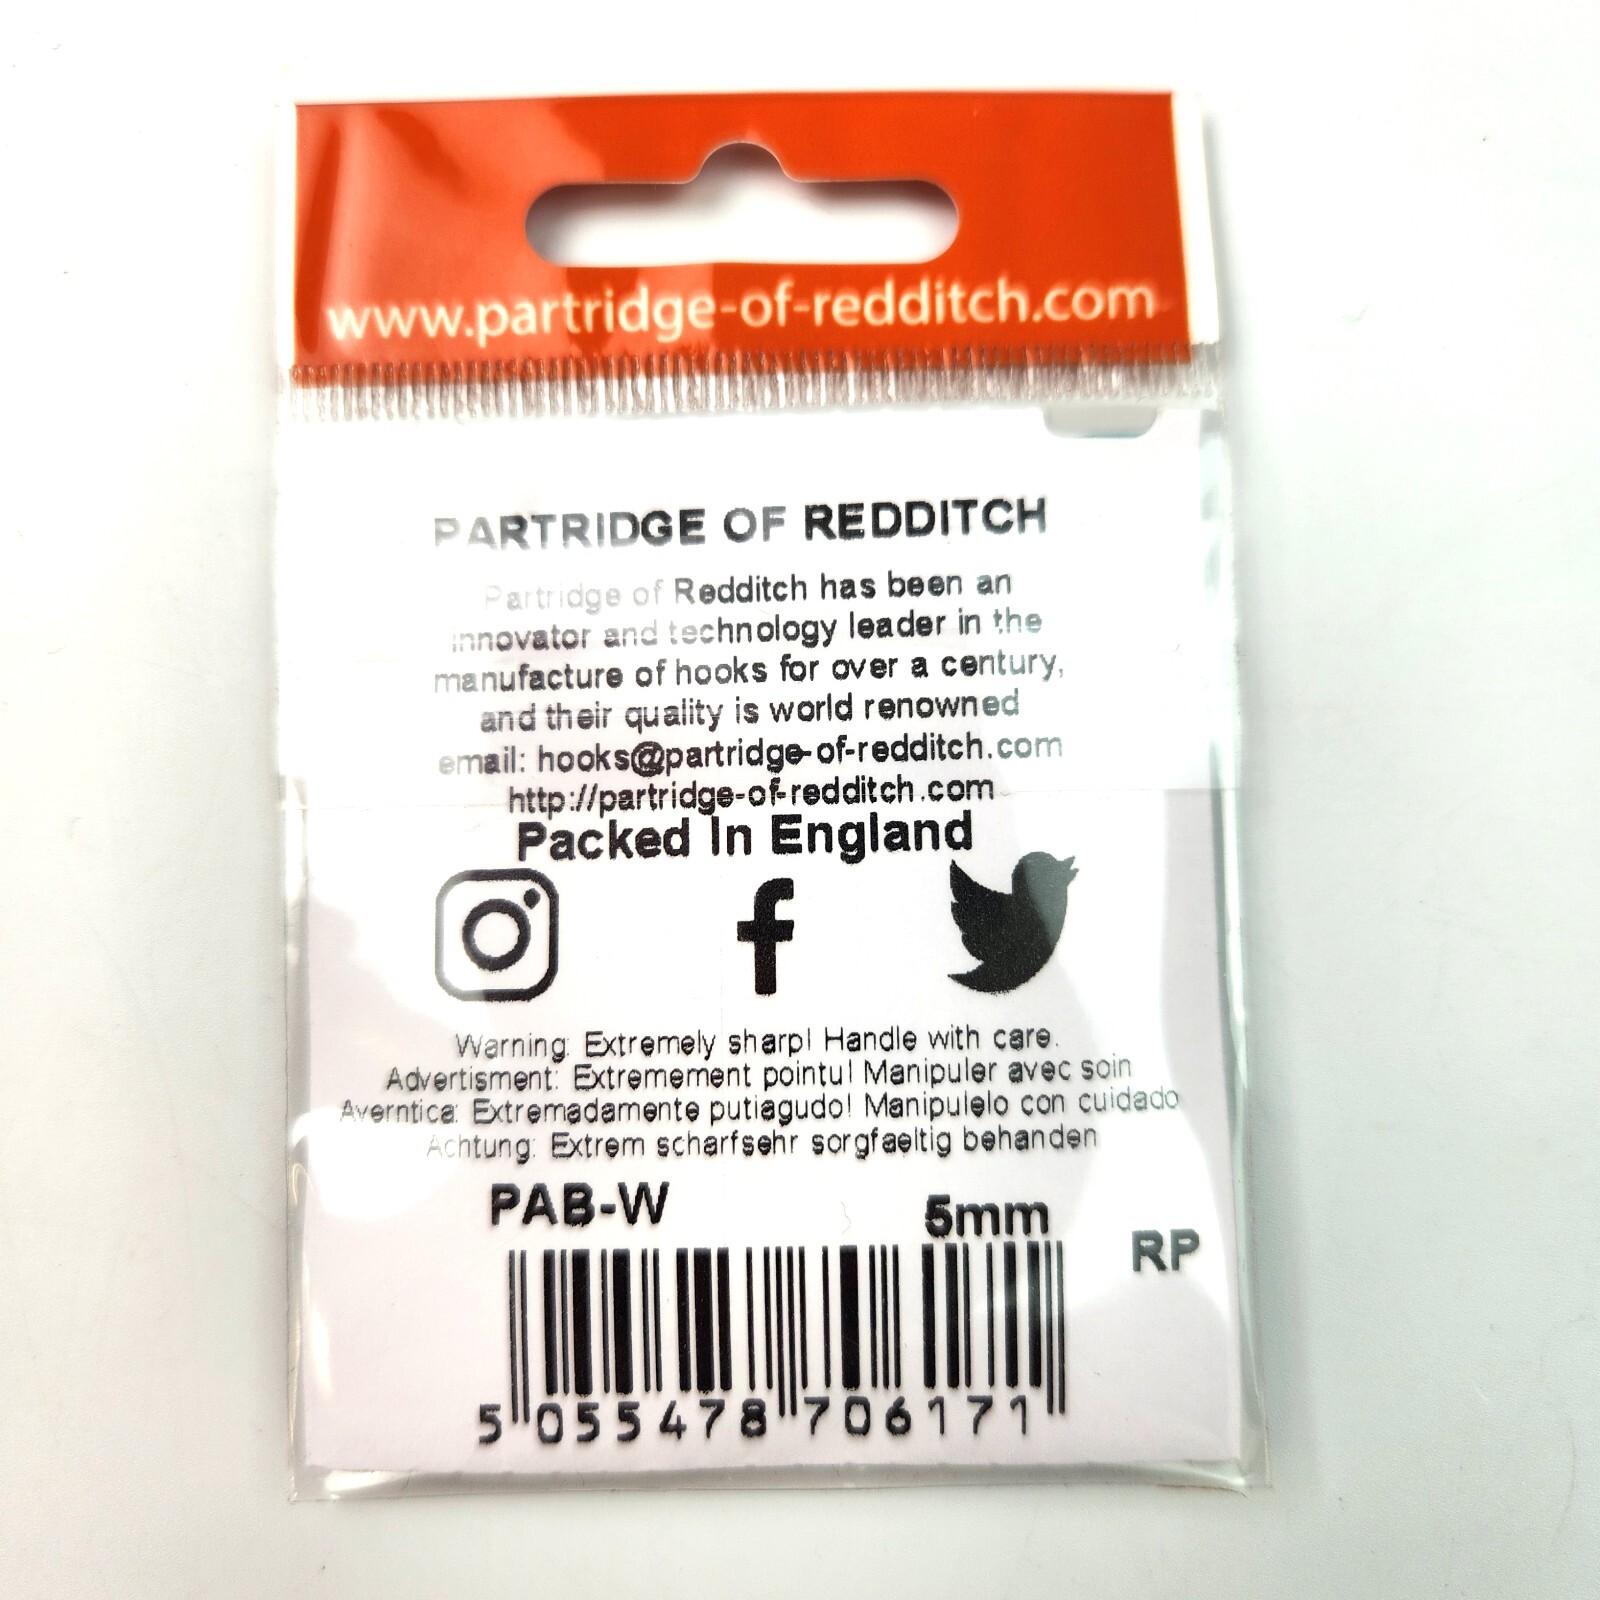 www.partridge-of-redditch.com
PARTRIDGE OF REDDITCH
Partridge of Redditch has been an
innovator and technology leader in the
manufacture of hooks for over a century,
and their quality is world renowned
email: hooks@partridge-of-redditch.com
http://partridge-of-redditch.com
Packed In England
Warning: Extremely sharp! Handle with care.
Advertisment: Extremement pointu! Manipuler avec soin
Averntica: Extremadamente putiagudo! Manipulelo con cuidado
Achtung: Extrem scharfsehr sorgfaeltig behanden
PAB-W 5mm
RP
5 055478 706171